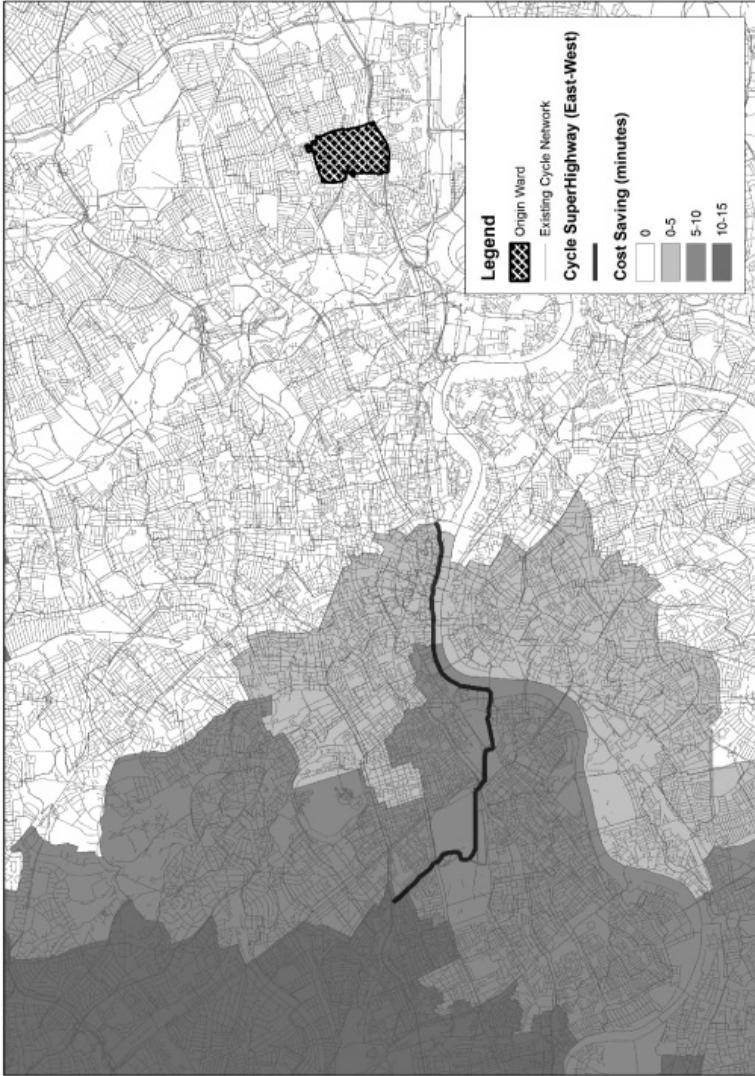 Legend
Origin Ward
Existing Cycle Network
Cycle SuperHighway (East-West)
Cost Saving (minutes)
0
0-5
5-10
10-15